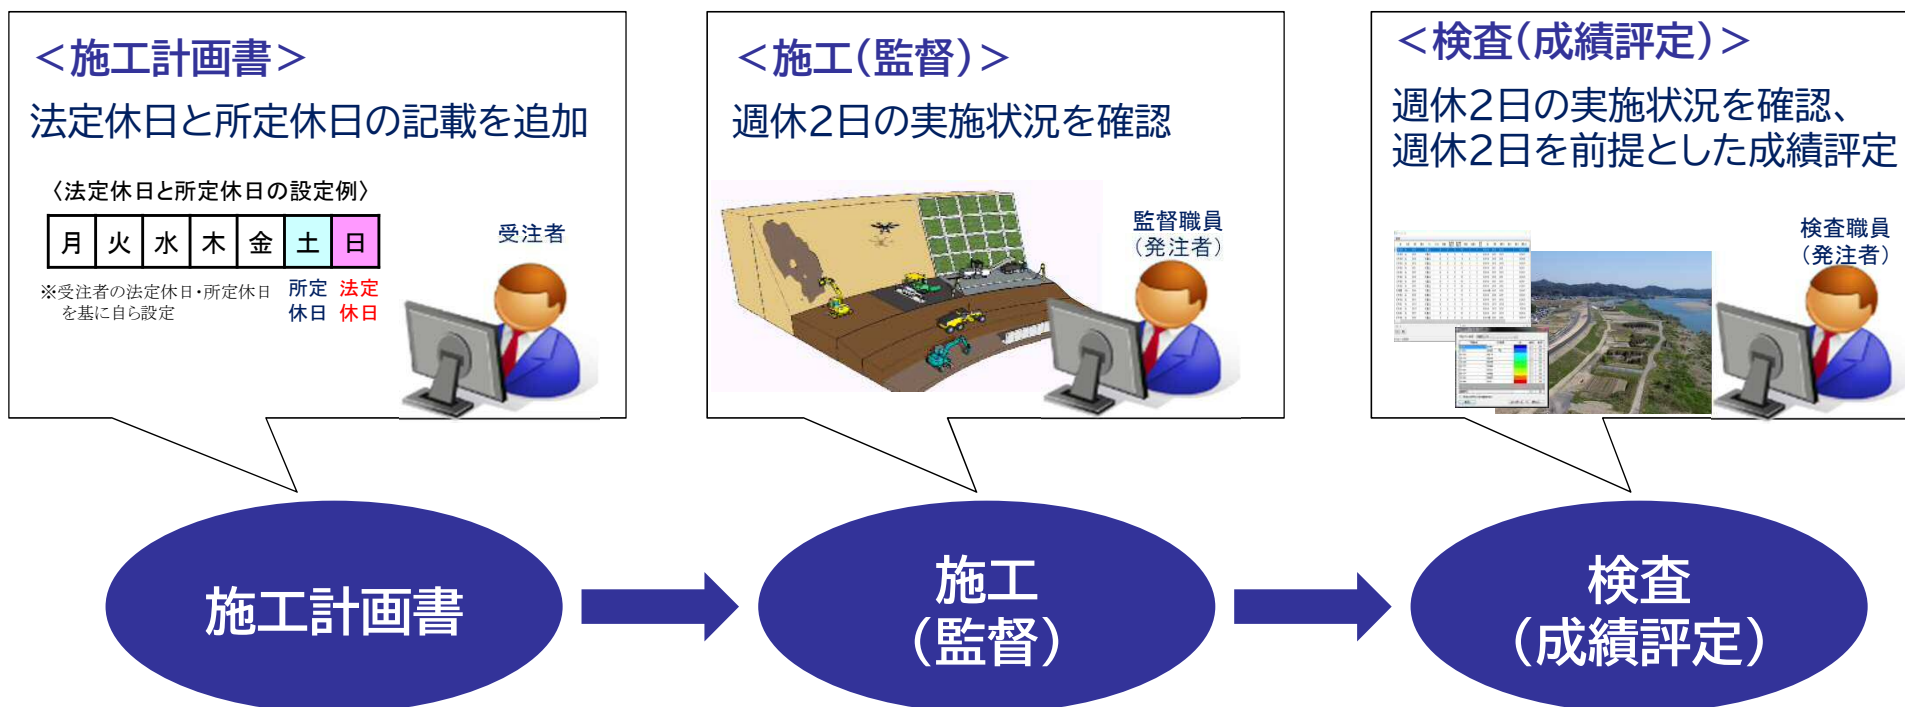 ＜施工計画書＞
法定休日と所定休日の記載を追加
〈法定休日と所定休日の設定例〉
月 火 水 木 金 土 日
所定休日
法定休日
※受注者の法定休日・所定休日
を基に自ら設定
受注者
＜施工(監督)＞
週休2日の実施状況を確認
監督職員
(発注者)
＜検査(成績評定)＞
週休2日の実施状況を確認、
週休2日を前提とした成績評定
検査職員
(発注者)
施工計画書
施工
(監督)
検査
(成績評定)